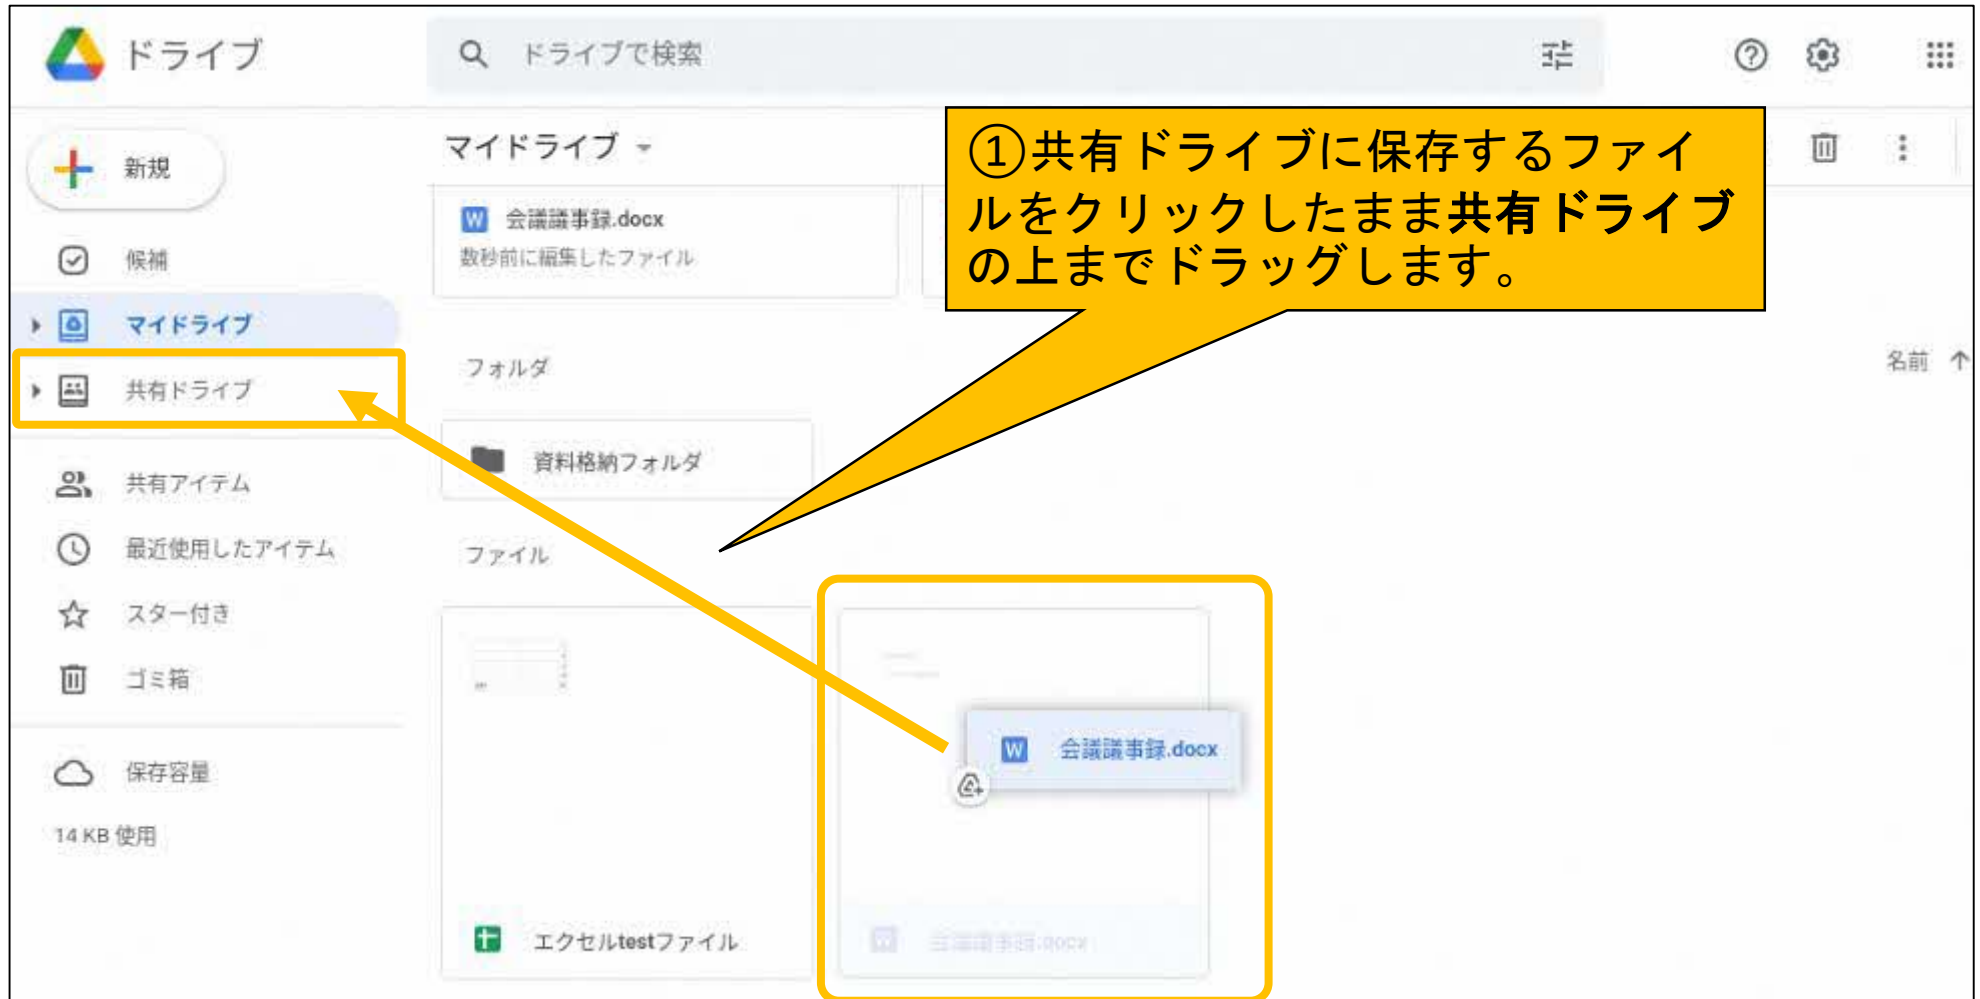 ドライブ
ドライブで検索
新規
候補
マイドライブ
共有ドライブ
共有アイテム
最近使用したアイテム
スター付き
ゴミ箱
保存容量
14 KB 使用
マイドライブ
会議議事録.docx
数秒前に編集したファイル
①共有ドライブに保存するファイ
ルをクリックしたまま共有ドライブ
の上までドラッグします。
フォルダ
名前
資料格納フォルダ
ファイル
会議議事録.docx
エクセルtestファイル
会議議事録.docx